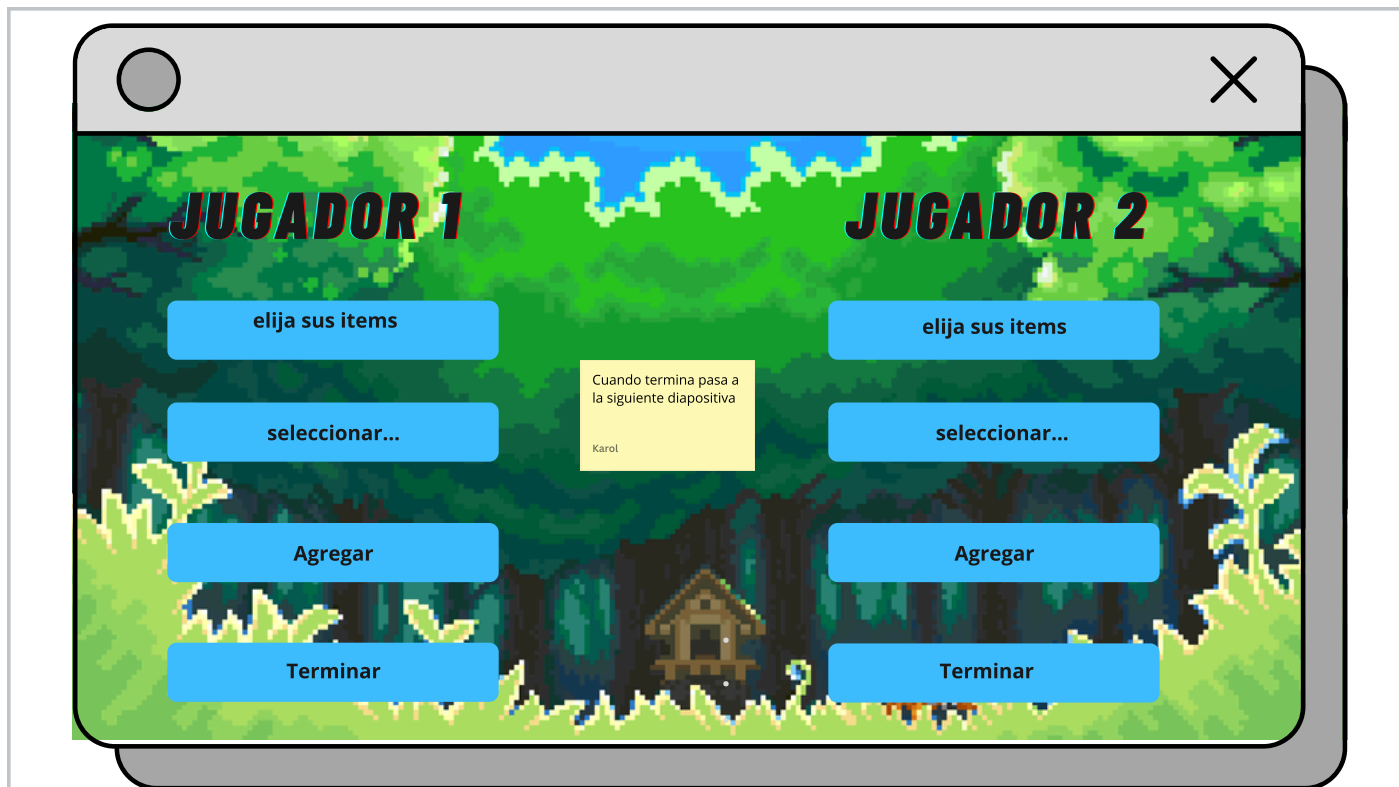 JUGADOR 1
JUGADOR 2
elija sus items
elija sus items
Cuando termina pasa a
la siguiente diapositiva
Karol
seleccionar...
seleccionar...
Agregar
Agregar
Terminar
Terminar